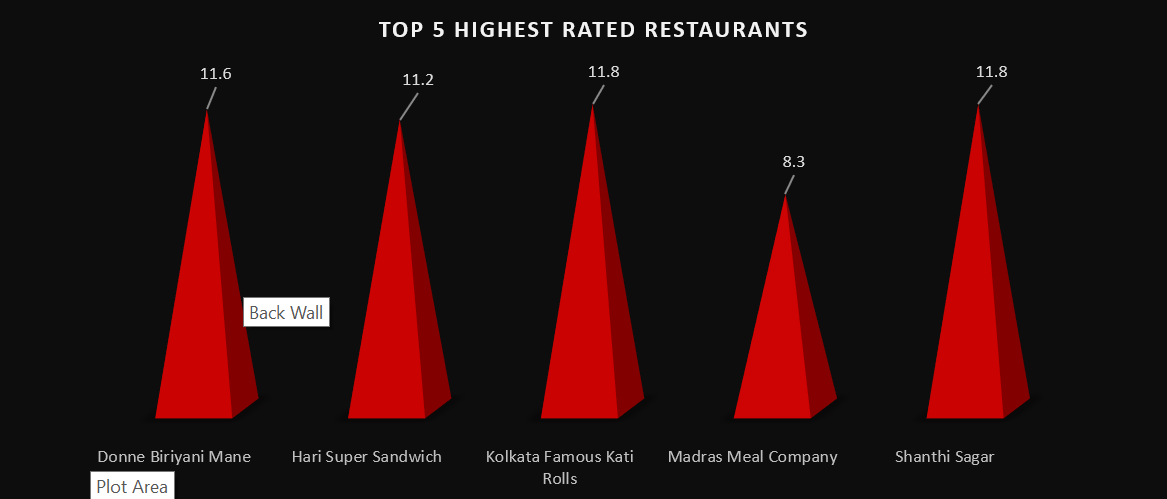 TOP 5 HIGHEST RATED RESTAURANTS
11.6
11.2
11.8
8.3
11.8
Back Wall
Donne Biriyani Mane
Hari Super Sandwich
Kolkata Famous Kati
Rolls
Madras Meal Company
Shanthi Sagar
Plot Area